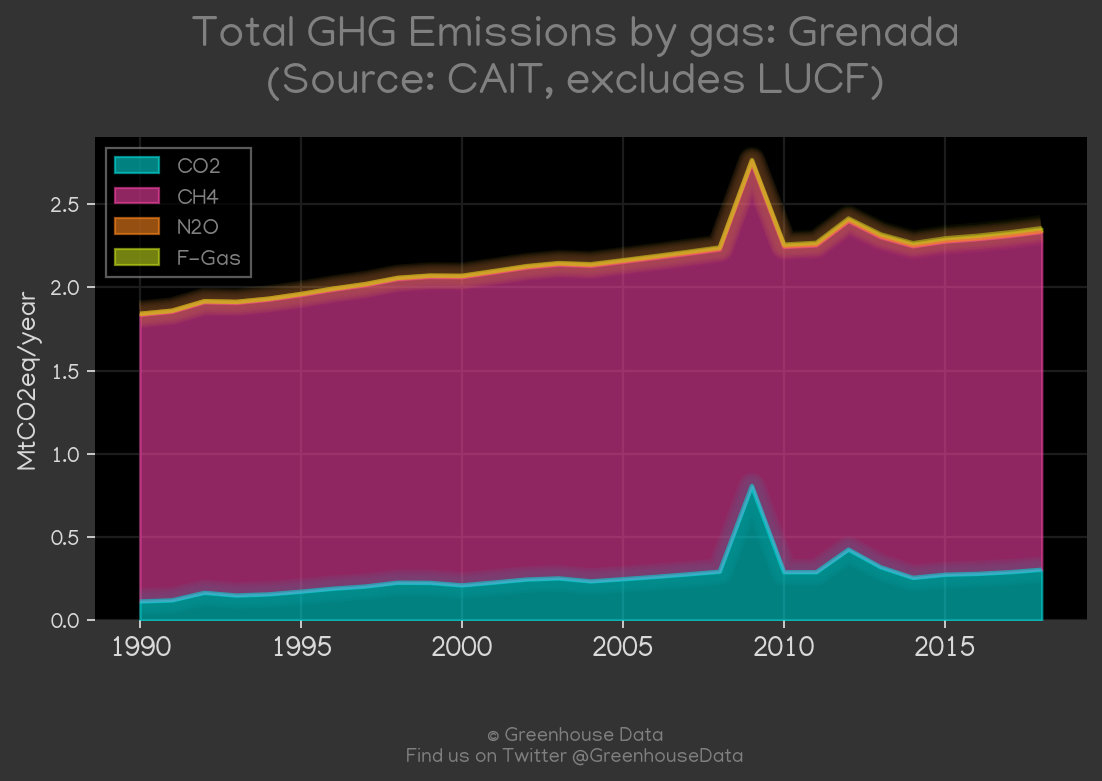 Total GHG Emissions by gas: Grenada
(Source: CAIT, excludes LUCF)
CO2
CH4
N2O
F-Gas
MtCO2eq/year
2.5
2.0
1.5
1.0
0.5
0.0
1990 1995 2000 2005 2010 2015
© Greenhouse Data
Find us on Twitter @GreenhouseData